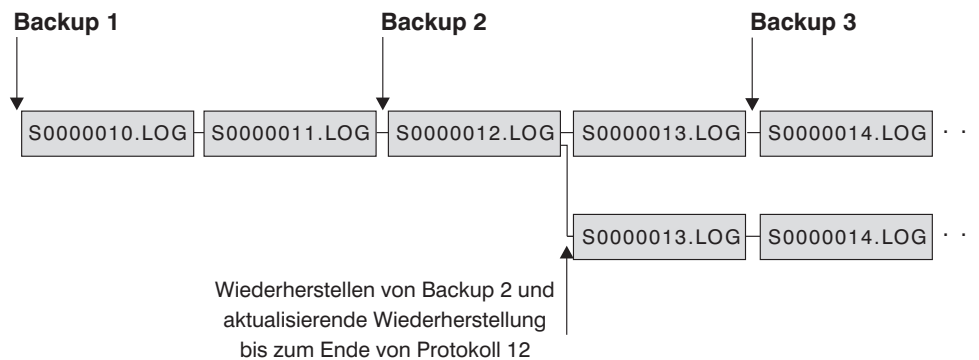 Backup 1 Backup 2 Backup 3
S0000010.LOG S0000011.LOG S0000012.LOG S0000013.LOG S0000014.LOG . .
S0000013.LOG S0000014.LOG . .
Wiederherstellen von Backup 2 und
aktualisierende Wiederherstellung
bis zum Ende von Protokoll 12